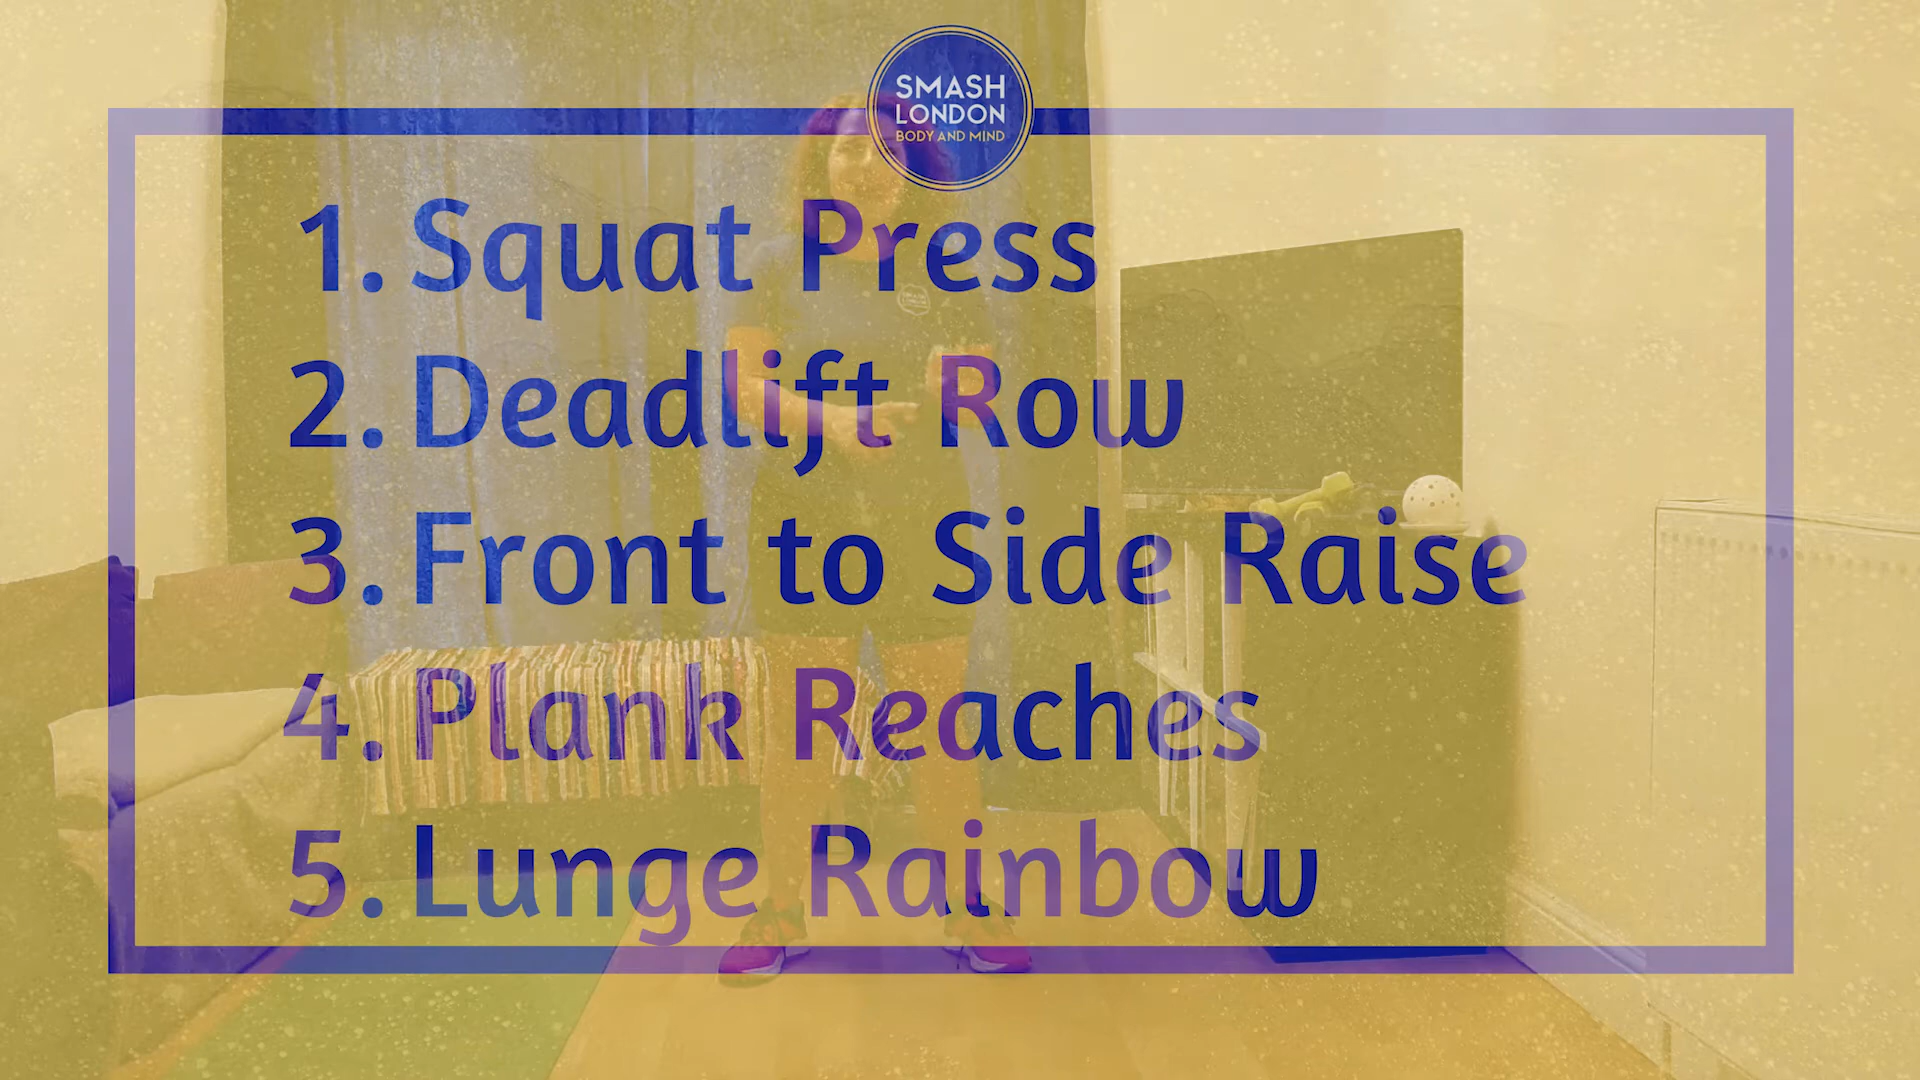 SMASH
LONDON
BODY AND MIND
1. Squat Press
2. Deadlift Row
3. Front to Side Raise
4. Plank Reaches
5. Lunge Rainbow